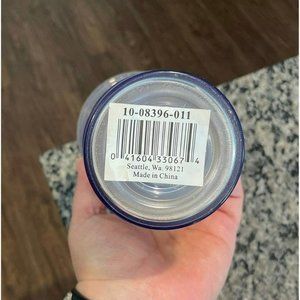 10-08396-011
0 41604 33067 4
Seattle, Wa. 98121
Made in China